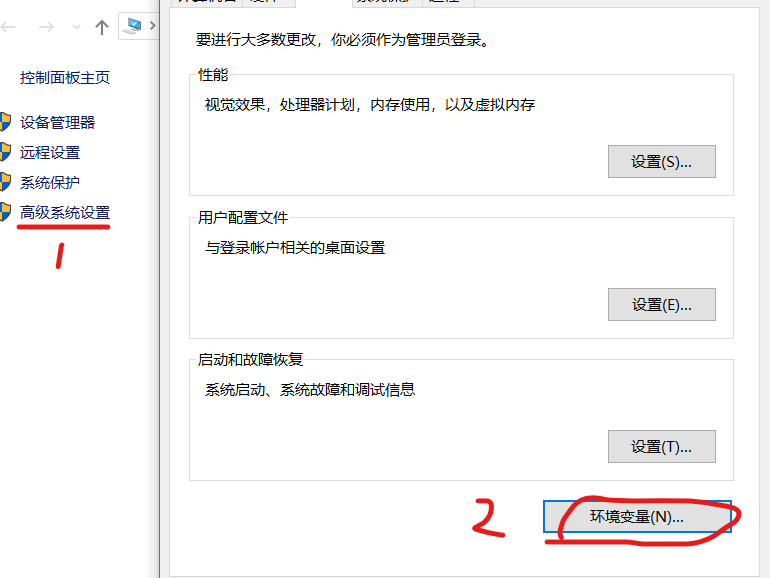 控制面板主页
设备管理器
远程设置
系统保护
高级系统设置
1
要进行大多数更改，你必须作为管理员登录。
性能
视觉效果，处理器计划，内存使用，以及虚拟内存
设置(S)...
用户配置文件
与登录帐户相关的桌面设置
设置(E)...
启动和故障恢复
系统启动、系统故障和调试信息
设置(T)...
2
环境变量(N)...